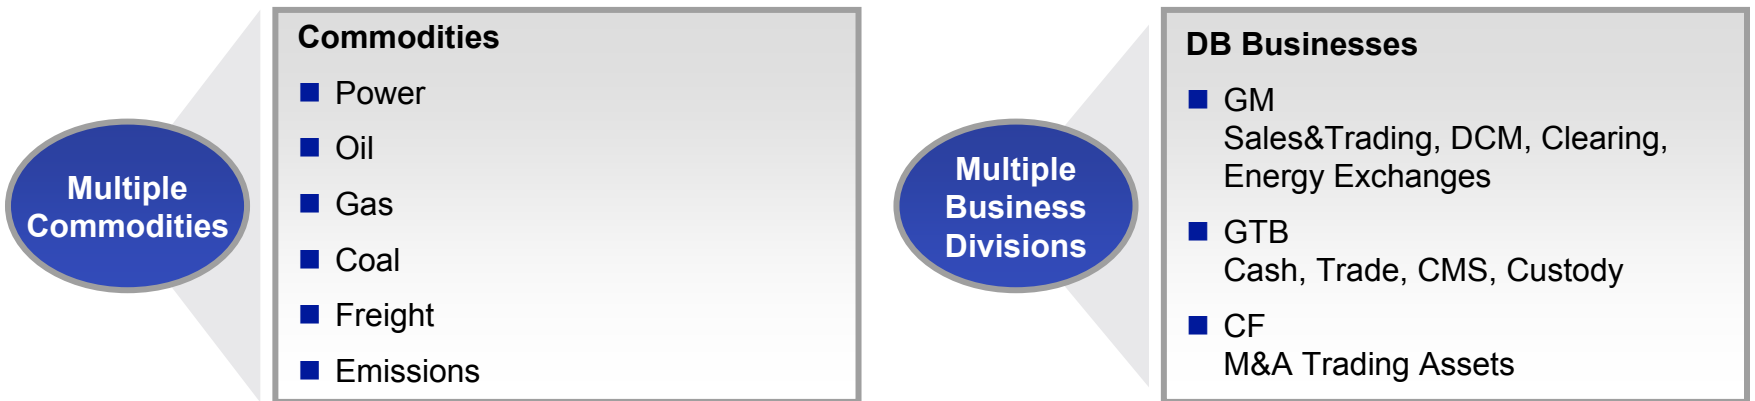 Multiple
Commodities
Commodities
Power
Oil
Gas
Coal
Freight
Emissions
Multiple
Business
Divisions
DB Businesses
GM
Sales&Trading, DCM, Clearing,
Energy Exchanges
GTB
Cash, Trade, CMS, Custody
CF
M&A Trading Assets